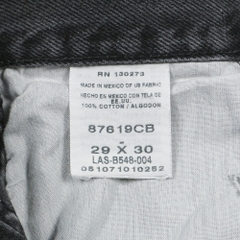 RN 130273
MADE IN MEXICO OF US FABRIC
HECHO EN MEXICO CON TELA DE
EE.UU.
100% COTTON / ALGODON
87619CB
-
29 X 30
LAS-B548-004
051071010252